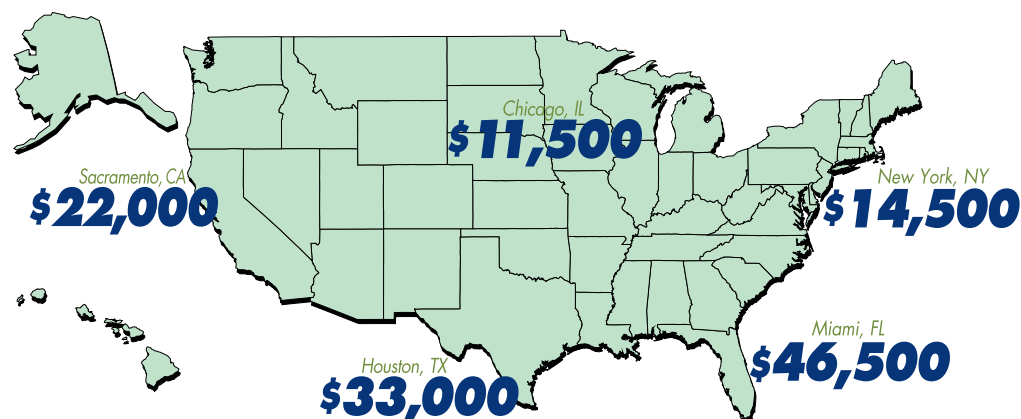 Chicago, IL
$11,500
Sacramento, CA
$22,000
New York, NY
$14,500
Miami, FL
$46,500
Houston, TX
$33,000